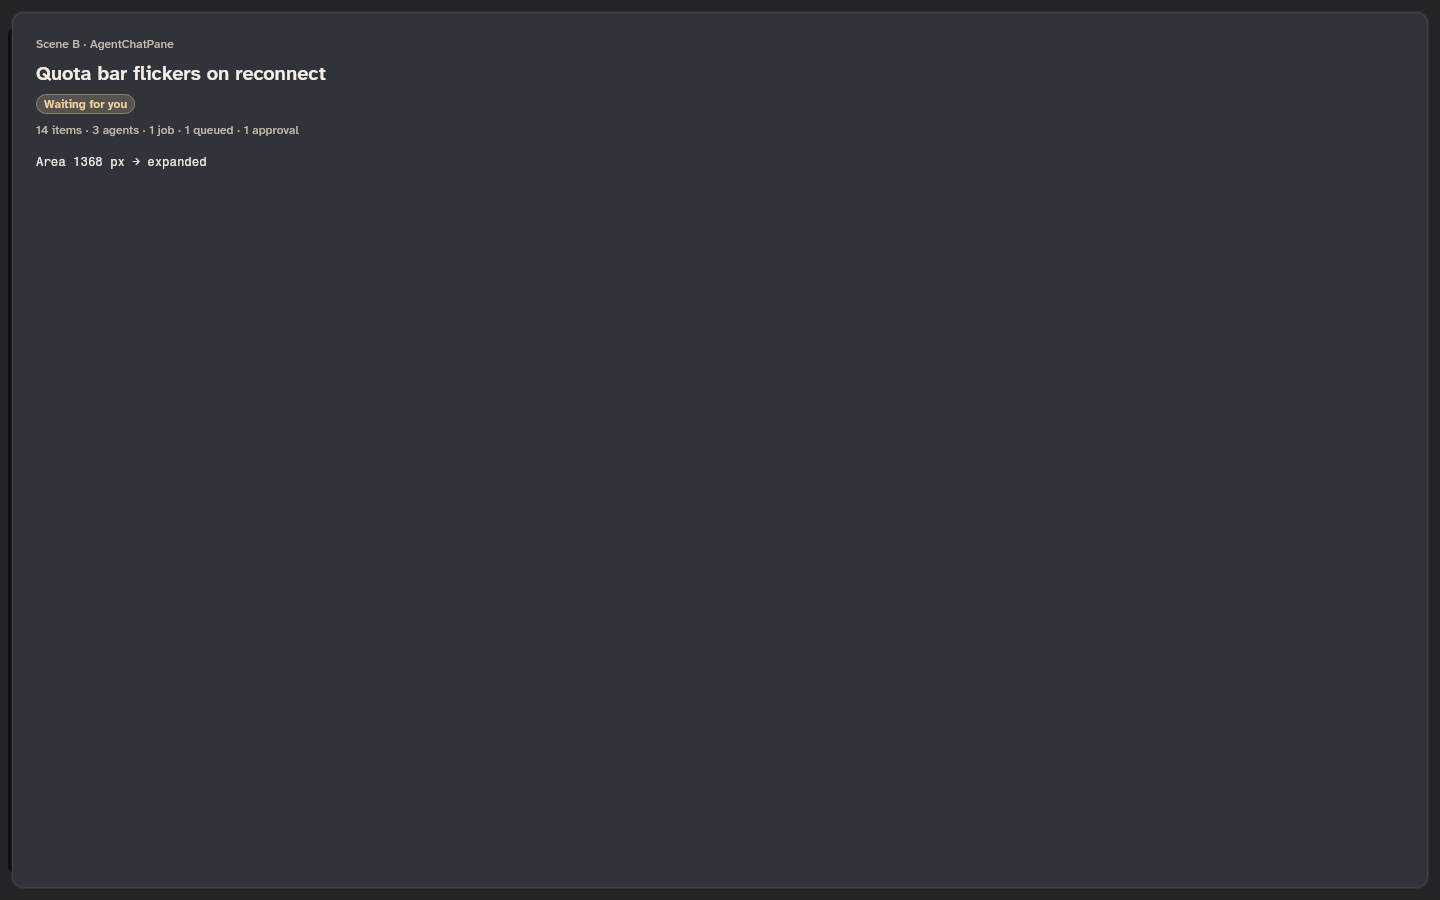 Scene B · AgentChatPane
Quota bar flickers on reconnect
Waiting for you
14 items · 3 agents · 1 job · 1 queued · 1 approval
Area 1368 px → expanded